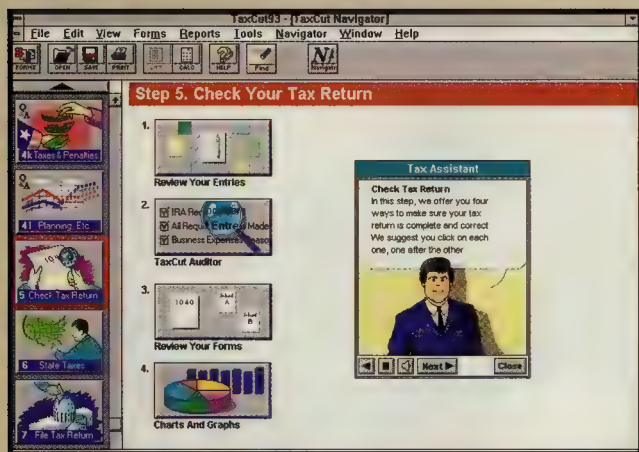 TaxCut93 - [TaxCut Navigator]
File Edit View Forms Reports Tools Navigator Window Help
FORMS OPEN SAVE PRINT CALC HELP Find Navigate
Step 5. Check Your Tax Return
Q A
4k Taxes & Penalties
Q A
4l Planning, Etc
5 Check Tax Return
6 State Taxes
7 File Tax Return
1.
Review Your Entries
2.
IRA
All Entre Made
Business Expenses
TaxCut Auditor
3.
1040
A
B
Review Your Forms
4.
Charts And Graphs
Tax Assistant
Check Tax Return
In this step, we offer you four
ways to make sure your tax
return is complete and correct
We suggest you click on each
one, one after the other
Next
Close